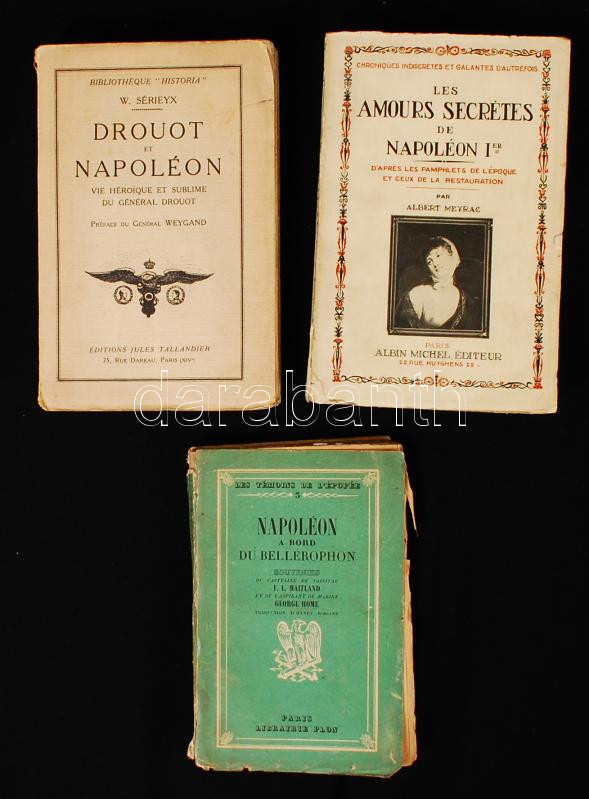 BIBLIOTHÈQUE "HISTORIA"
W. SÉRIEYX
DROUOT
ET
NAPOLÉON
VIE HÉROÏQUE ET SUBLIME
DU GÉNÉRAL DROUOT
PRÉFACE DU GÉNÉRAL WEYGAND
ÉDITIONS JULES TALLANDIER
75, RUE DAREAU, PARIS (XIVe)
CHRONIQUES INDISCRÈTES ET GALANTES D'AUTREFOIS
LES
AMOURS SECRÈTES
DE
NAPOLÉON IER
D'APRÈS LES PAMPHLETS DE L'ÉPOQUE
ET CEUX DE LA RESTAURATION
PAR
ALBERT MEYRAC
PARIS
ALBIN MICHEL, ÉDITEUR
22 RUE HUYGHENS 22
darabanth
LES TÉMOINS DE L'ÉPOPÉE
NAPOLÉON
A BORD
DU BELLÉROPHON
SOUVENIRS
DU CAPITAINE DE VAISSEAU
F. L. MAITLAND
ET DE L'ASPIRANT DE MARINE
GEORGE HOME
TRADUCTION D'HENRY BORJANE
PARIS
LIBRAIRIE PLON